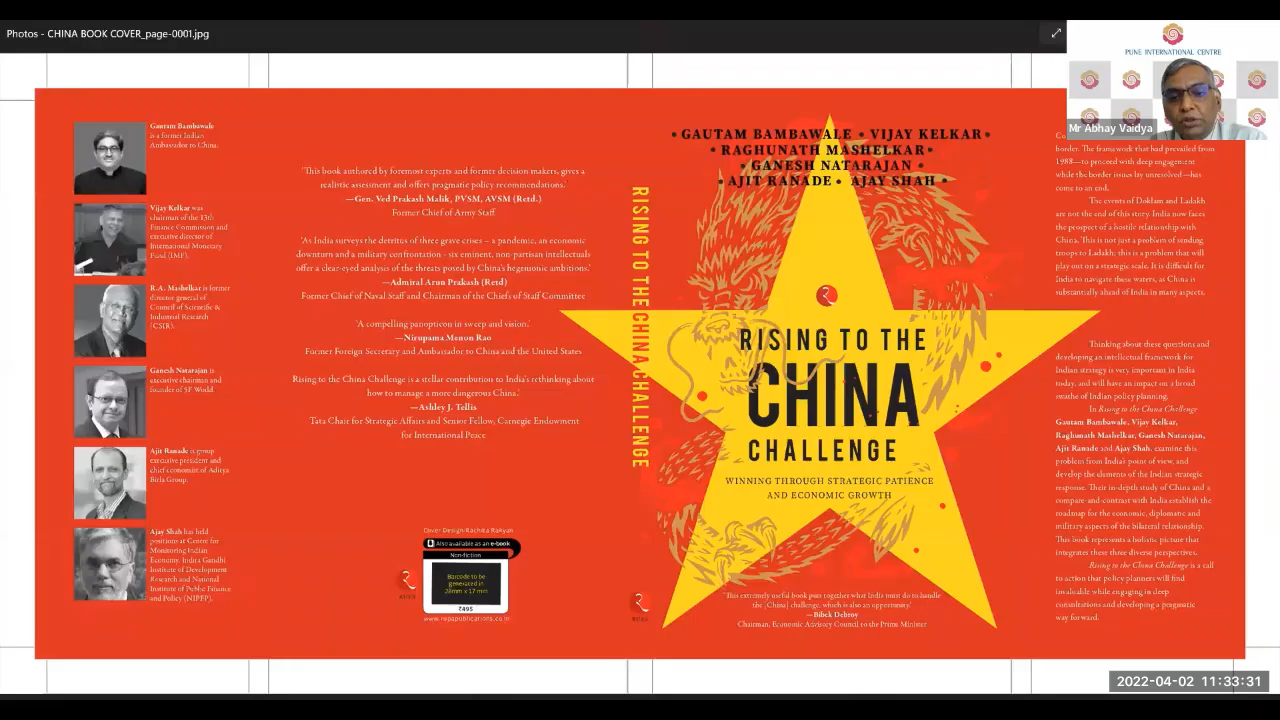 Photos - CHINA BOOK COVER_page-0001.jpg
PUNE INTERNATIONAL CENTRE
Mr Abhay Vaidya
Gautam Bambawale
is a former Indian
Ambassador to China.
Vijay Kelkar was
chairman of the 13th
Finance Commission and
executive director of
International Monetary
Fund (IMF).
R.A. Mashelkar is former
director general of
Council of Scientific &
Industrial Research
(CSIR).
Ganesh Natarajan is
executive chairman and
founder of 5F World.
Ajit Ranade is group
executive president and
chief economist of Aditya
Birla Group.
Ajay Shah has held
positions at Centre for
Monitoring Indian
Economy, Indira Gandhi
Institute of Development
Research and National
Institute of Public Finance
and Policy (NIPFP).
'This book authored by foremost experts and former decision makers, gives a
realistic assessment and offers pragmatic policy recommendations.'
—Gen. Ved Prakash Malik, PVSM, AVSM (Retd.)
Former Chief of Army Staff
'As India surveys the detritus of three grave crises – a pandemic, an economic
downturn and a military confrontation - six eminent, non-partisan intellectuals
offer a clear-eyed analysis of the threats posed by China's hegemonic ambitions.'
—Admiral Arun Prakash (Retd)
Former Chief of Naval Staff and Chairman of the Chiefs of Staff Committee
'A compelling panopticon in sweep and vision.'
—Nirupama Menon Rao
Former Foreign Secretary and Ambassador to China and the United States
Rising to the China Challenge is a stellar contribution to India's rethinking about
how to manage a more dangerous China.'
—Ashley J. Tellis
Tata Chair for Strategic Affairs and Senior Fellow, Carnegie Endowment
for International Peace
Cover Design: Rachita Rakyan
Also available as an e-book
Non-fiction
Barcode to be
generated in
28mm x 17 mm
₹495
www.rupapublications.co.in
RISING TO THE CHINA CHALLENGE
• GAUTAM BAMBAWALE • VIJAY KELKAR •
• RAGHUNATH MASHELKAR •
• GANESH NATARAJAN •
• AJIT RANADE • AJAY SHAH •
RISING TO THE
CHINA
CHALLENGE
WINNING THROUGH STRATEGIC PATIENCE
AND ECONOMIC GROWTH
'This extremely useful book puts together what India must do to handle
the [China] challenge, which is also an opportunity.'
—Bibek Debroy
Chairman, Economic Advisory Council to the Prime Minister
border. The framework that had prevailed from
1988—to proceed with deep engagement
while the border issues lay unresolved—has
come to an end.
The events of Doklam and Ladakh
are not the end of this story. India now faces
the prospect of a hostile relationship with
China. This is not just a problem of sending
troops to Ladakh; this is a problem that will
play out on a strategic scale. It is difficult for
India to navigate these waters, as China is
substantially ahead of India in many aspects.
Thinking about these questions and
developing an intellectual framework for
Indian strategy is very important in India
today, and will have an impact on a broad
swathe of Indian policy planning.
In Rising to the China Challenge
Gautam Bambawale, Vijay Kelkar,
Raghunath Mashelkar, Ganesh Natarajan,
Ajit Ranade and Ajay Shah, examine this
problem from India's point of view, and
develop the elements of the Indian strategic
response. Their in-depth study of China and a
compare-and-contrast with India establish the
roadmap for the economic, diplomatic and
military aspects of the bilateral relationship.
This book represents a holistic picture that
integrates these three diverse perspectives.
Rising to the China Challenge is a call
to action that policy planners will find
invaluable while engaging in deep
consultations and developing a pragmatic
way forward.
2022-04-02 11:33:31